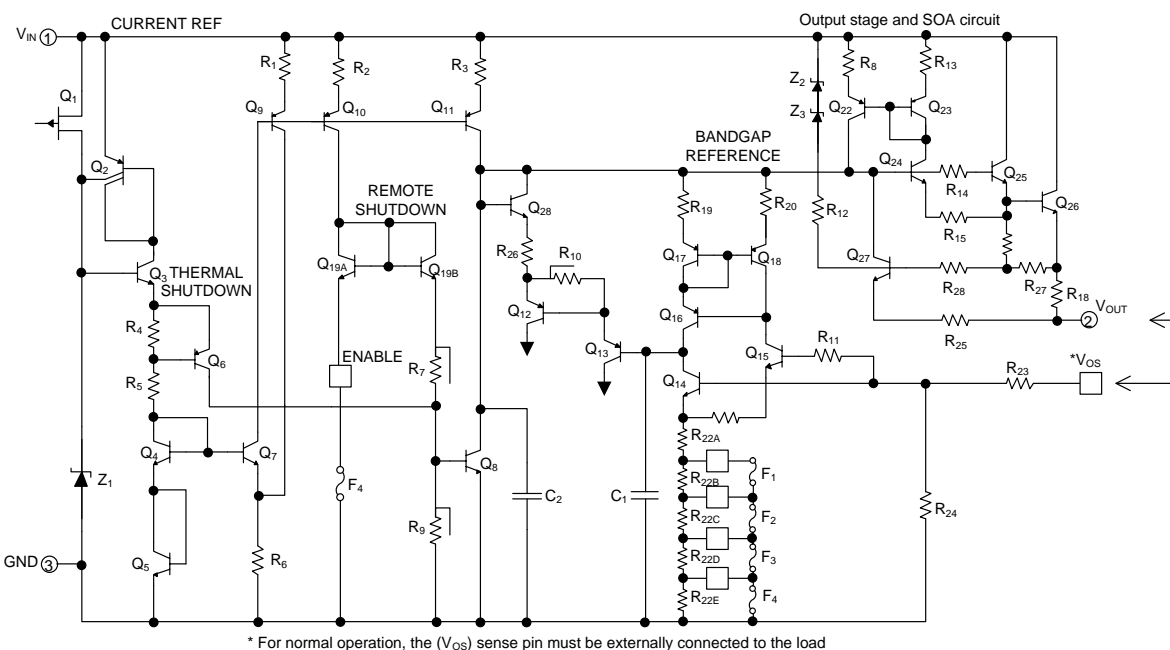 CURRENT REF
Output stage and SOA circuit
V_IN 1
R1
R2
R3
Z2
R8
R13
Q1
Q9
Q10
Q11
Z3
Q22
Q23
BANDGAP
REFERENCE
Q2
REMOTE
SHUTDOWN
Q24
R14
Q25
Q28
R19
R20
R12
Q26
R15
R26
R10
Q17
Q18
Q27
Q19A
Q19B
Q3
THERMAL
SHUTDOWN
R28
R27
R18
V_OUT
2
R4
Q12
Q16
R25
Q6
ENABLE
Q13
Q15
R11
*V_OS
R5
R7
Q14
R23
Q4
Q7
Q8
R22A
Z1
F4
C2
C1
R22B
F1
R24
R22C
F2
R9
R22D
F3
GND 3
Q5
R6
R22E
F4
* For normal operation, the (V_OS) sense pin must be externally connected to the load